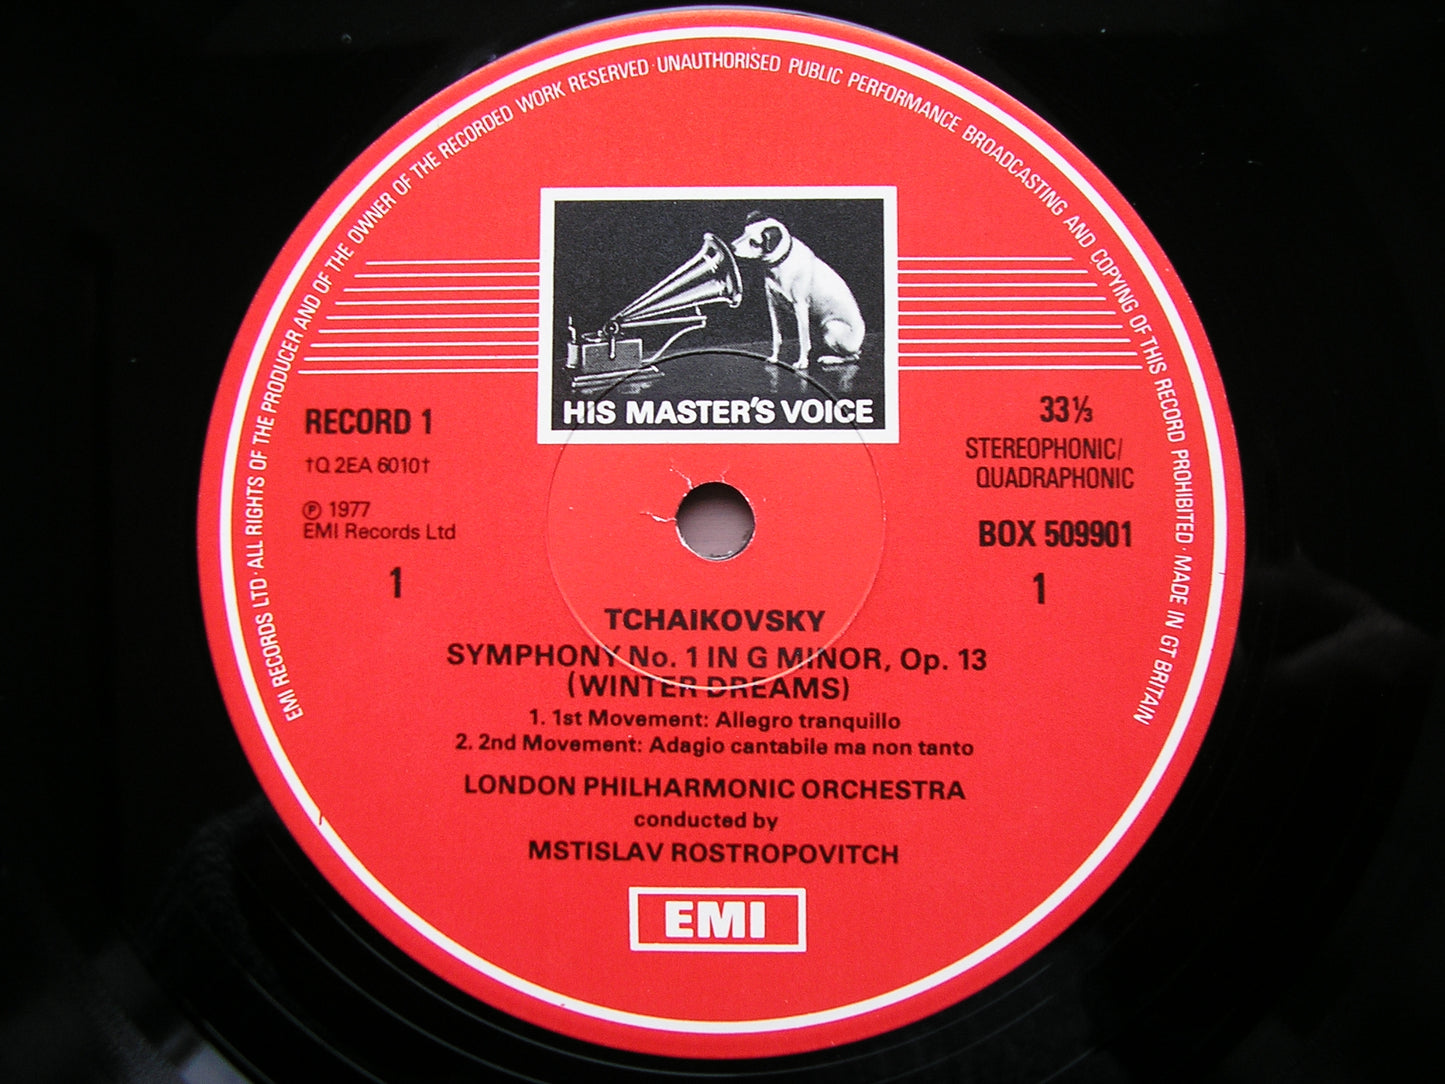 EMI RECORDS LTD · ALL RIGHTS OF THE PRODUCER AND OF THE OWNER OF THE RECORDED WORK RESERVED · UNAUTHORISED PUBLIC PERFORMANCE BROADCASTING AND COPYING OF THIS RECORD PROHIBITED · MADE IN GT BRITAIN
HIS MASTER'S VOICE
RECORD 1
†Q 2EA 6010†
℗ 1977
EMI Records Ltd
1
33⅓
STEREOPHONIC/
QUADRAPHONIC
BOX 509901
1
TCHAIKOVSKY
SYMPHONY No. 1 IN G MINOR, Op. 13
(WINTER DREAMS)
1. 1st Movement: Allegro tranquillo
2. 2nd Movement: Adagio cantabile ma non tanto
LONDON PHILHARMONIC ORCHESTRA
conducted by
MSTISLAV ROSTROPOVITCH
EMI